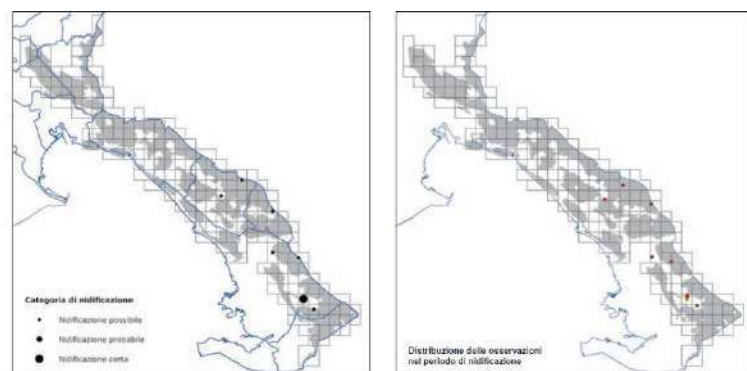 Categoria di nidificazione
Nidificazione possibile
Nidificazione probabile
Nidificazione certa
Distribuzione delle osservazioni
nel periodo di nidificazione